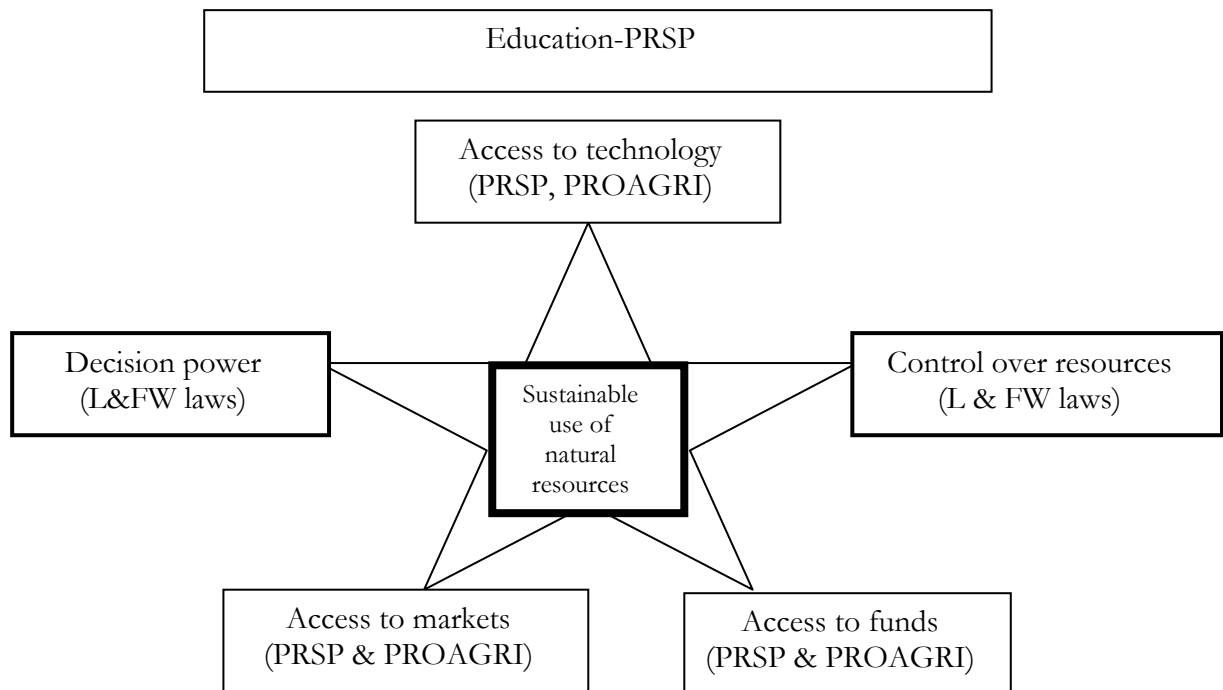 Education-PRSP
Access to technology
(PRSP, PROAGRI)
Decision power
(L&FW laws)
Sustainable
use of
natural
resources
Control over resources
(L & FW laws)
Access to markets
(PRSP & PROAGRI)
Access to funds
(PRSP & PROAGRI)